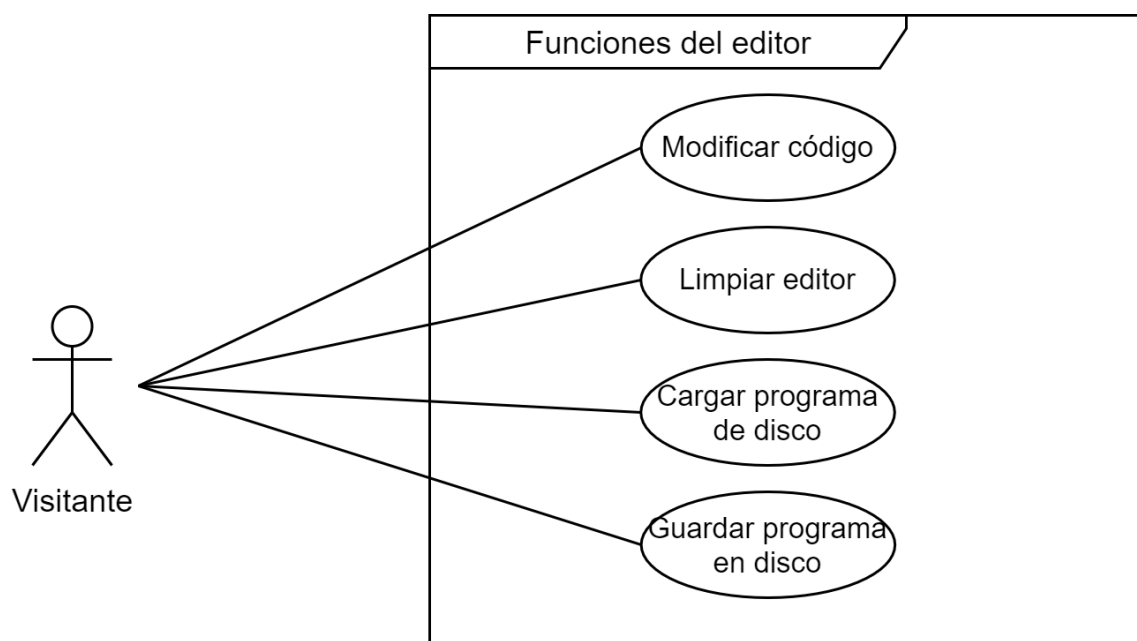 Funciones del editor
Modificar código
Limpiar editor
Cargar programa
de disco
Guardar programa
en disco
Visitante